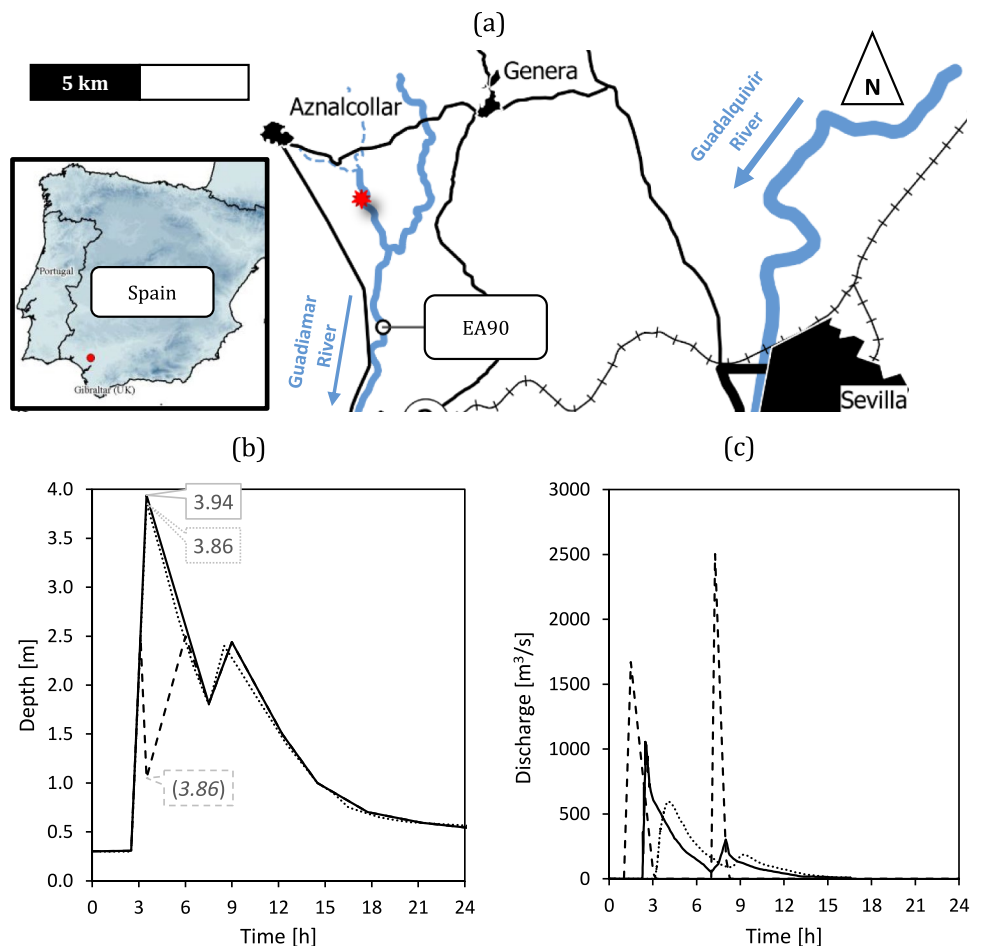 (a)
5 km
Aznalcollar
Genera
Guadalquivir
River
N
Portugal
Spain
Gibraltar (UK)
Guadiamar
River
EA90
Sevilla
(b)
(c)
Depth [m]
4.0
3.5
3.0
2.5
2.0
1.5
1.0
0.5
0.0
3.94
3.86
(3.86)
0 3 6 9 12 15 18 21 24
Time [h]
Discharge [m³/s]
3000
2500
2000
1500
1000
500
0
0 3 6 9 12 15 18 21 24
Time [h]